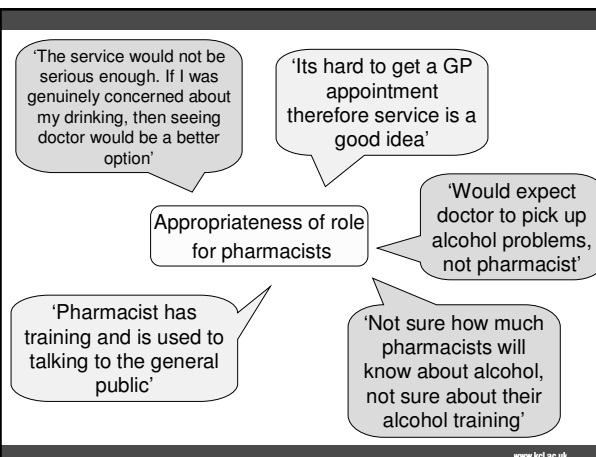 ‘The service would not be
serious enough. If I was
genuinely concerned about
my drinking, then seeing
doctor would be a better
option’
‘Its hard to get a GP
appointment
therefore service is a
good idea’
Appropriateness of role
for pharmacists
‘Would expect
doctor to pick up
alcohol problems,
not pharmacist’
‘Pharmacist has
training and is used to
talking to the general
public’
‘Not sure how much
pharmacists will
know about alcohol,
not sure about their
alcohol training’
www.kcl.ac.uk